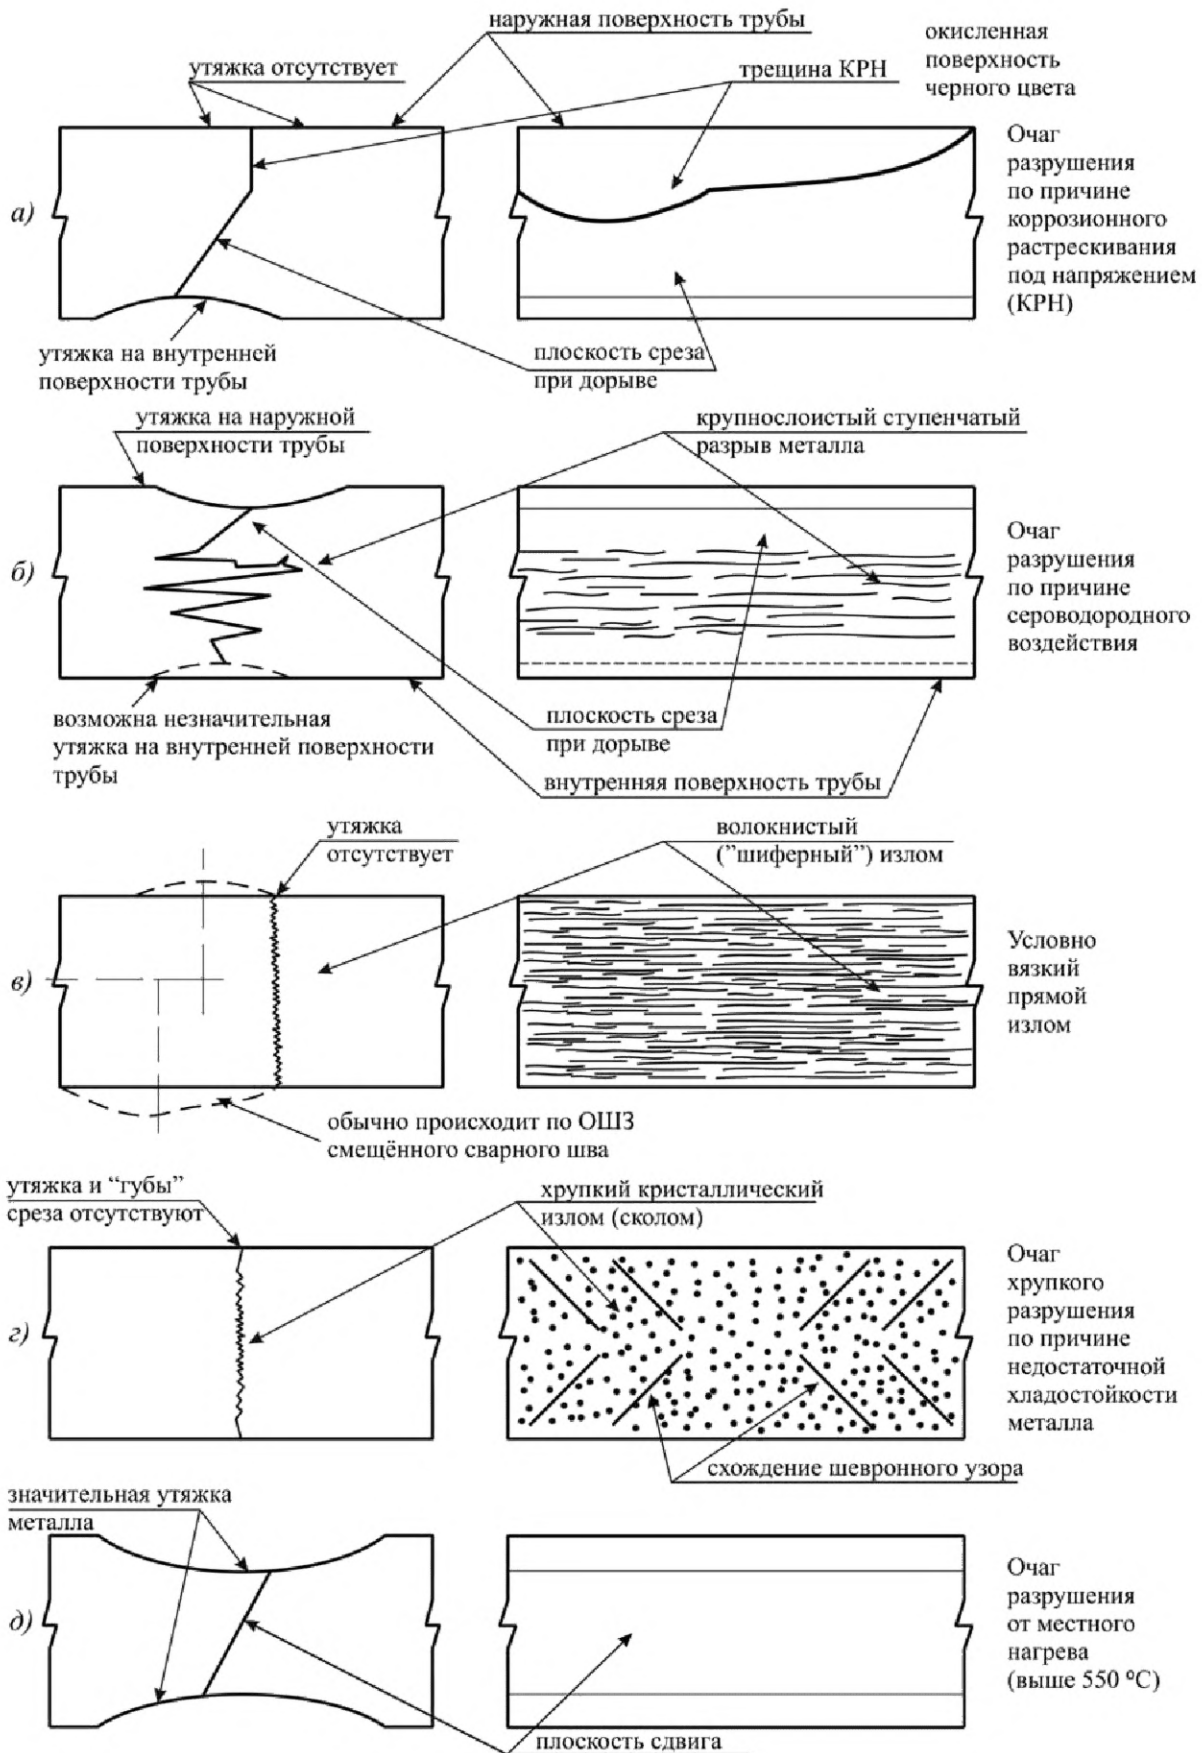 наружная поверхность трубы
утяжка отсутствует
трещина КРН
окисленная
поверхность
черного цвета
а)
Очаг
разрушения
по причине
коррозионного
растрескивания
под напряжением
(КРН)
утяжка на внутренней
поверхности трубы
плоскость среза
при дорыве
утяжка на наружной
поверхности трубы
крупнослоистый ступенчатый
разрыв металла
б)
Очаг
разрушения
по причине
сероводородного
воздействия
возможна незначительная
утяжка на внутренней поверхности
трубы
плоскость среза
при дорыве
внутренняя поверхность трубы
утяжка
отсутствует
волокнистый
("шиферный") излом
в)
Условно
вязкий
прямой
излом
обычно происходит по ОШЗ
смещённого сварного шва
утяжка и “губы”
среза отсутствуют
хрупкий кристаллический
излом (сколом)
г)
Очаг
хрупкого
разрушения
по причине
недостаточной
хладостойкости
металла
схождение шевронного узора
значительная утяжка
металла
д)
Очаг
разрушения
от местного
нагрева
(выше 550 ºС)
плоскость сдвига